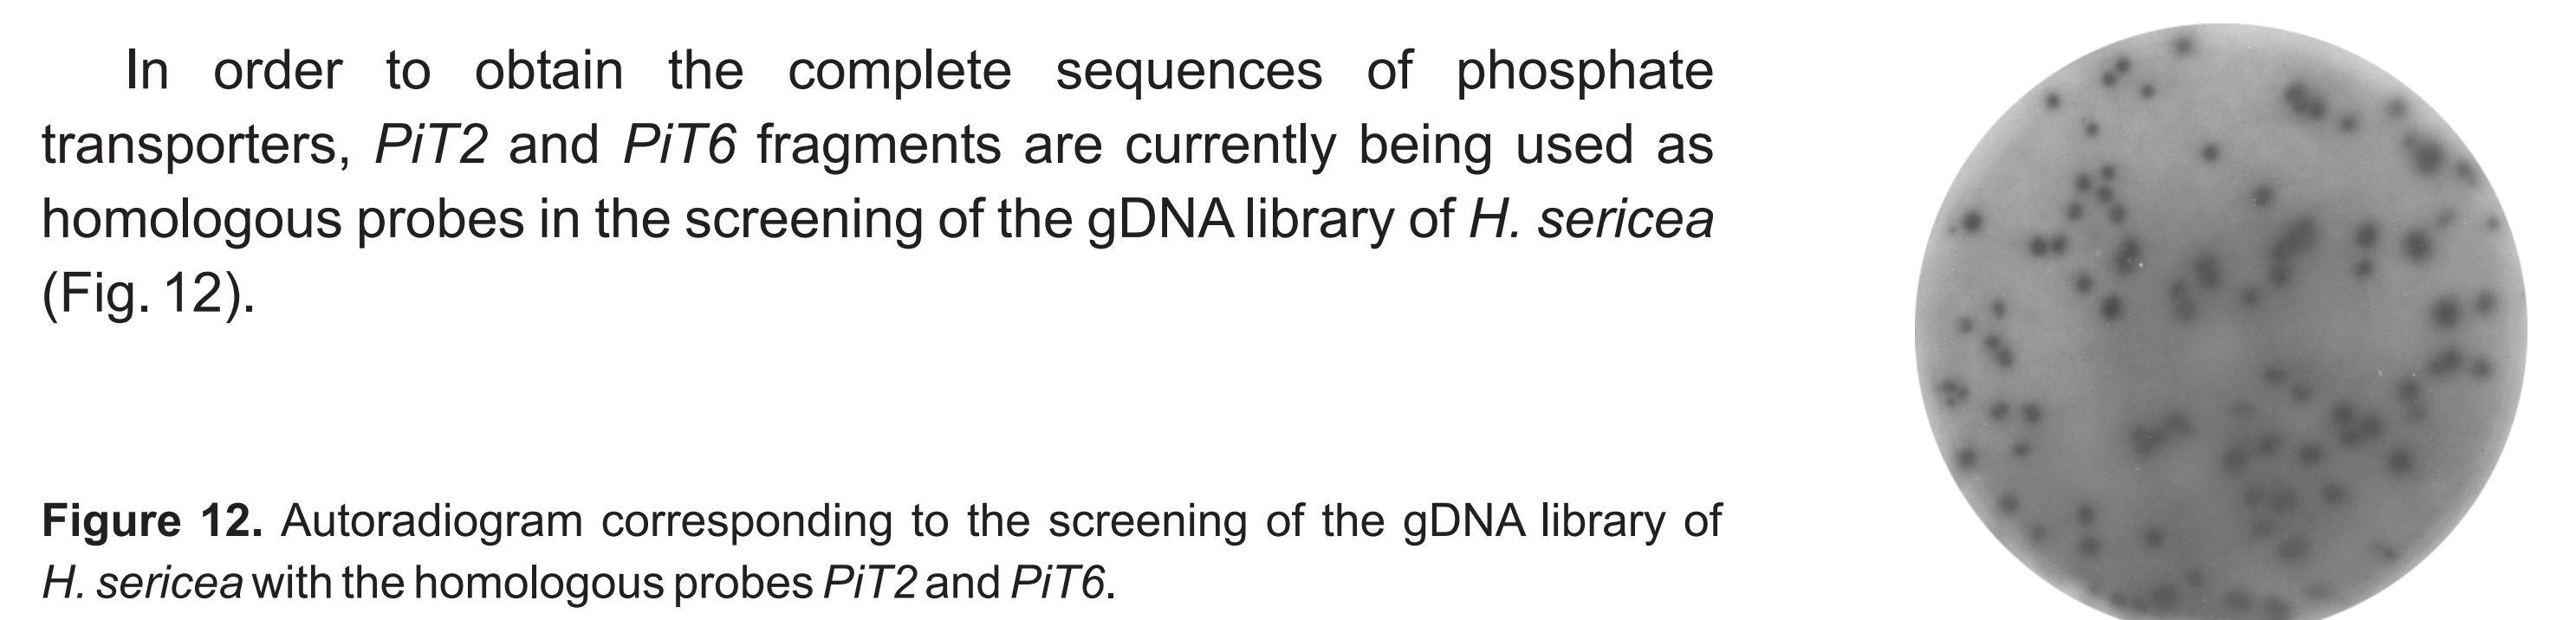 In order to obtain the complete sequences of phosphate
transporters, PiT2 and PiT6 fragments are currently being used as
homologous probes in the screening of the gDNA library of H. sericea
(Fig. 12).
Figure 12. Autoradiogram corresponding to the screening of the gDNA library of
H. sericea with the homologous probes PiT2 and PiT6.